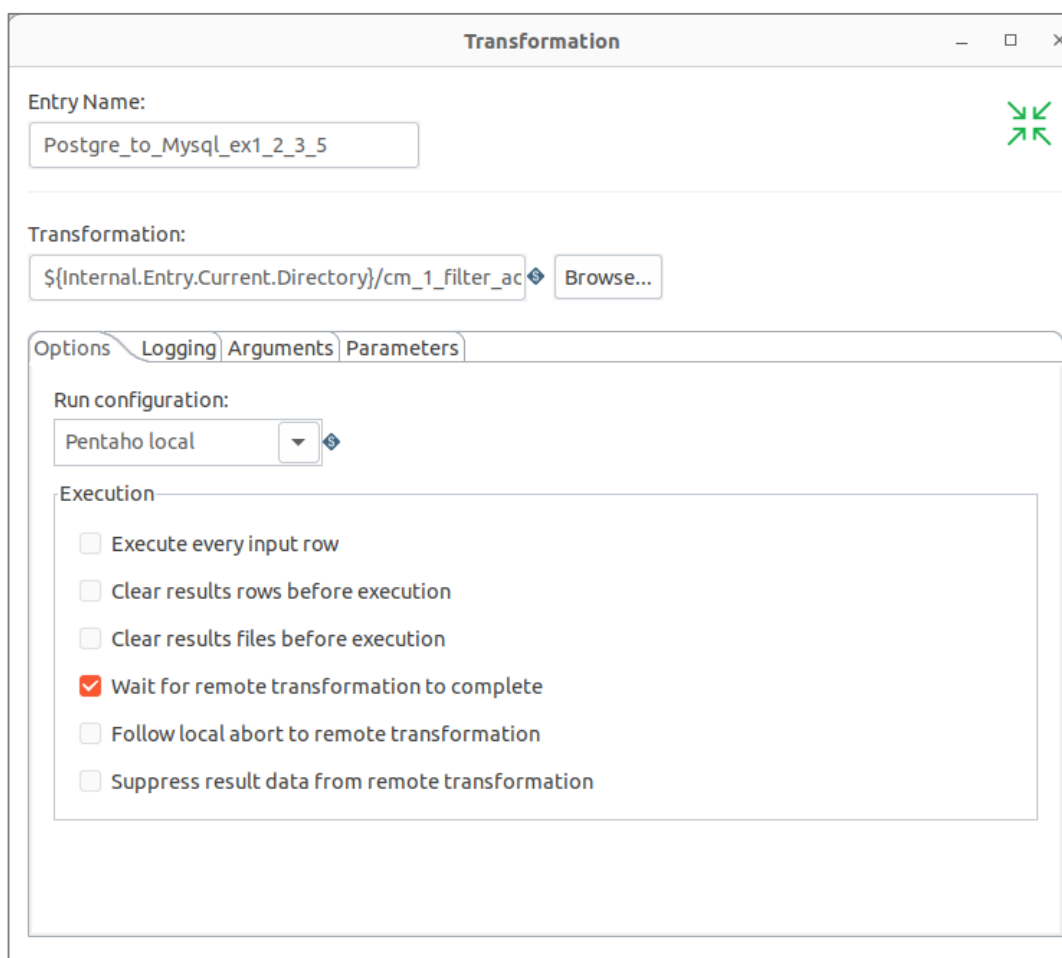 Transformation
Entry Name:
Postgre_to_Mysql_ex1_2_3_5
Transformation:
${Internal.Entry.Current.Directory}/cm_1_filter_ac
Browse...
Options Logging Arguments Parameters
Run configuration:
Pentaho local
Execution
Execute every input row
Clear results rows before execution
Clear results files before execution
Wait for remote transformation to complete
Follow local abort to remote transformation
Suppress result data from remote transformation